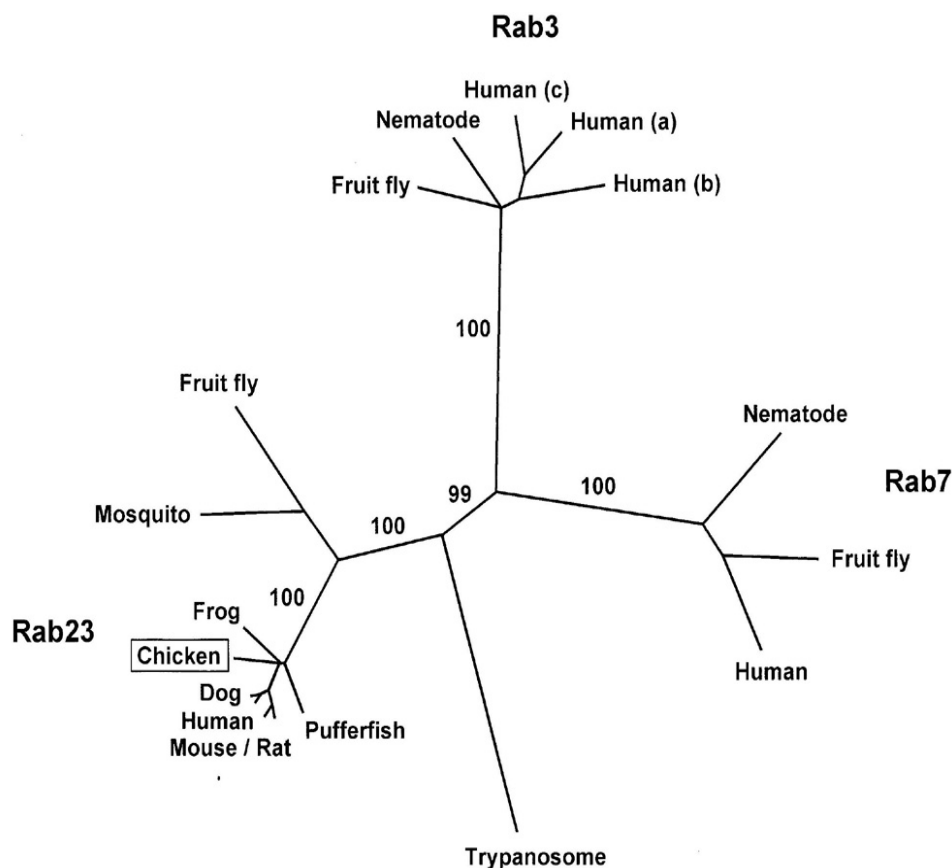 Rab3
Human (c)
Nematode
Human (a)
Fruit fly
Human (b)
100
Fruit fly
Nematode
Rab7
99
100
Mosquito
100
Fruit fly
100
Frog
Rab23
Chicken
Human
Dog
Human
Pufferfish
Mouse / Rat
Trypanosome